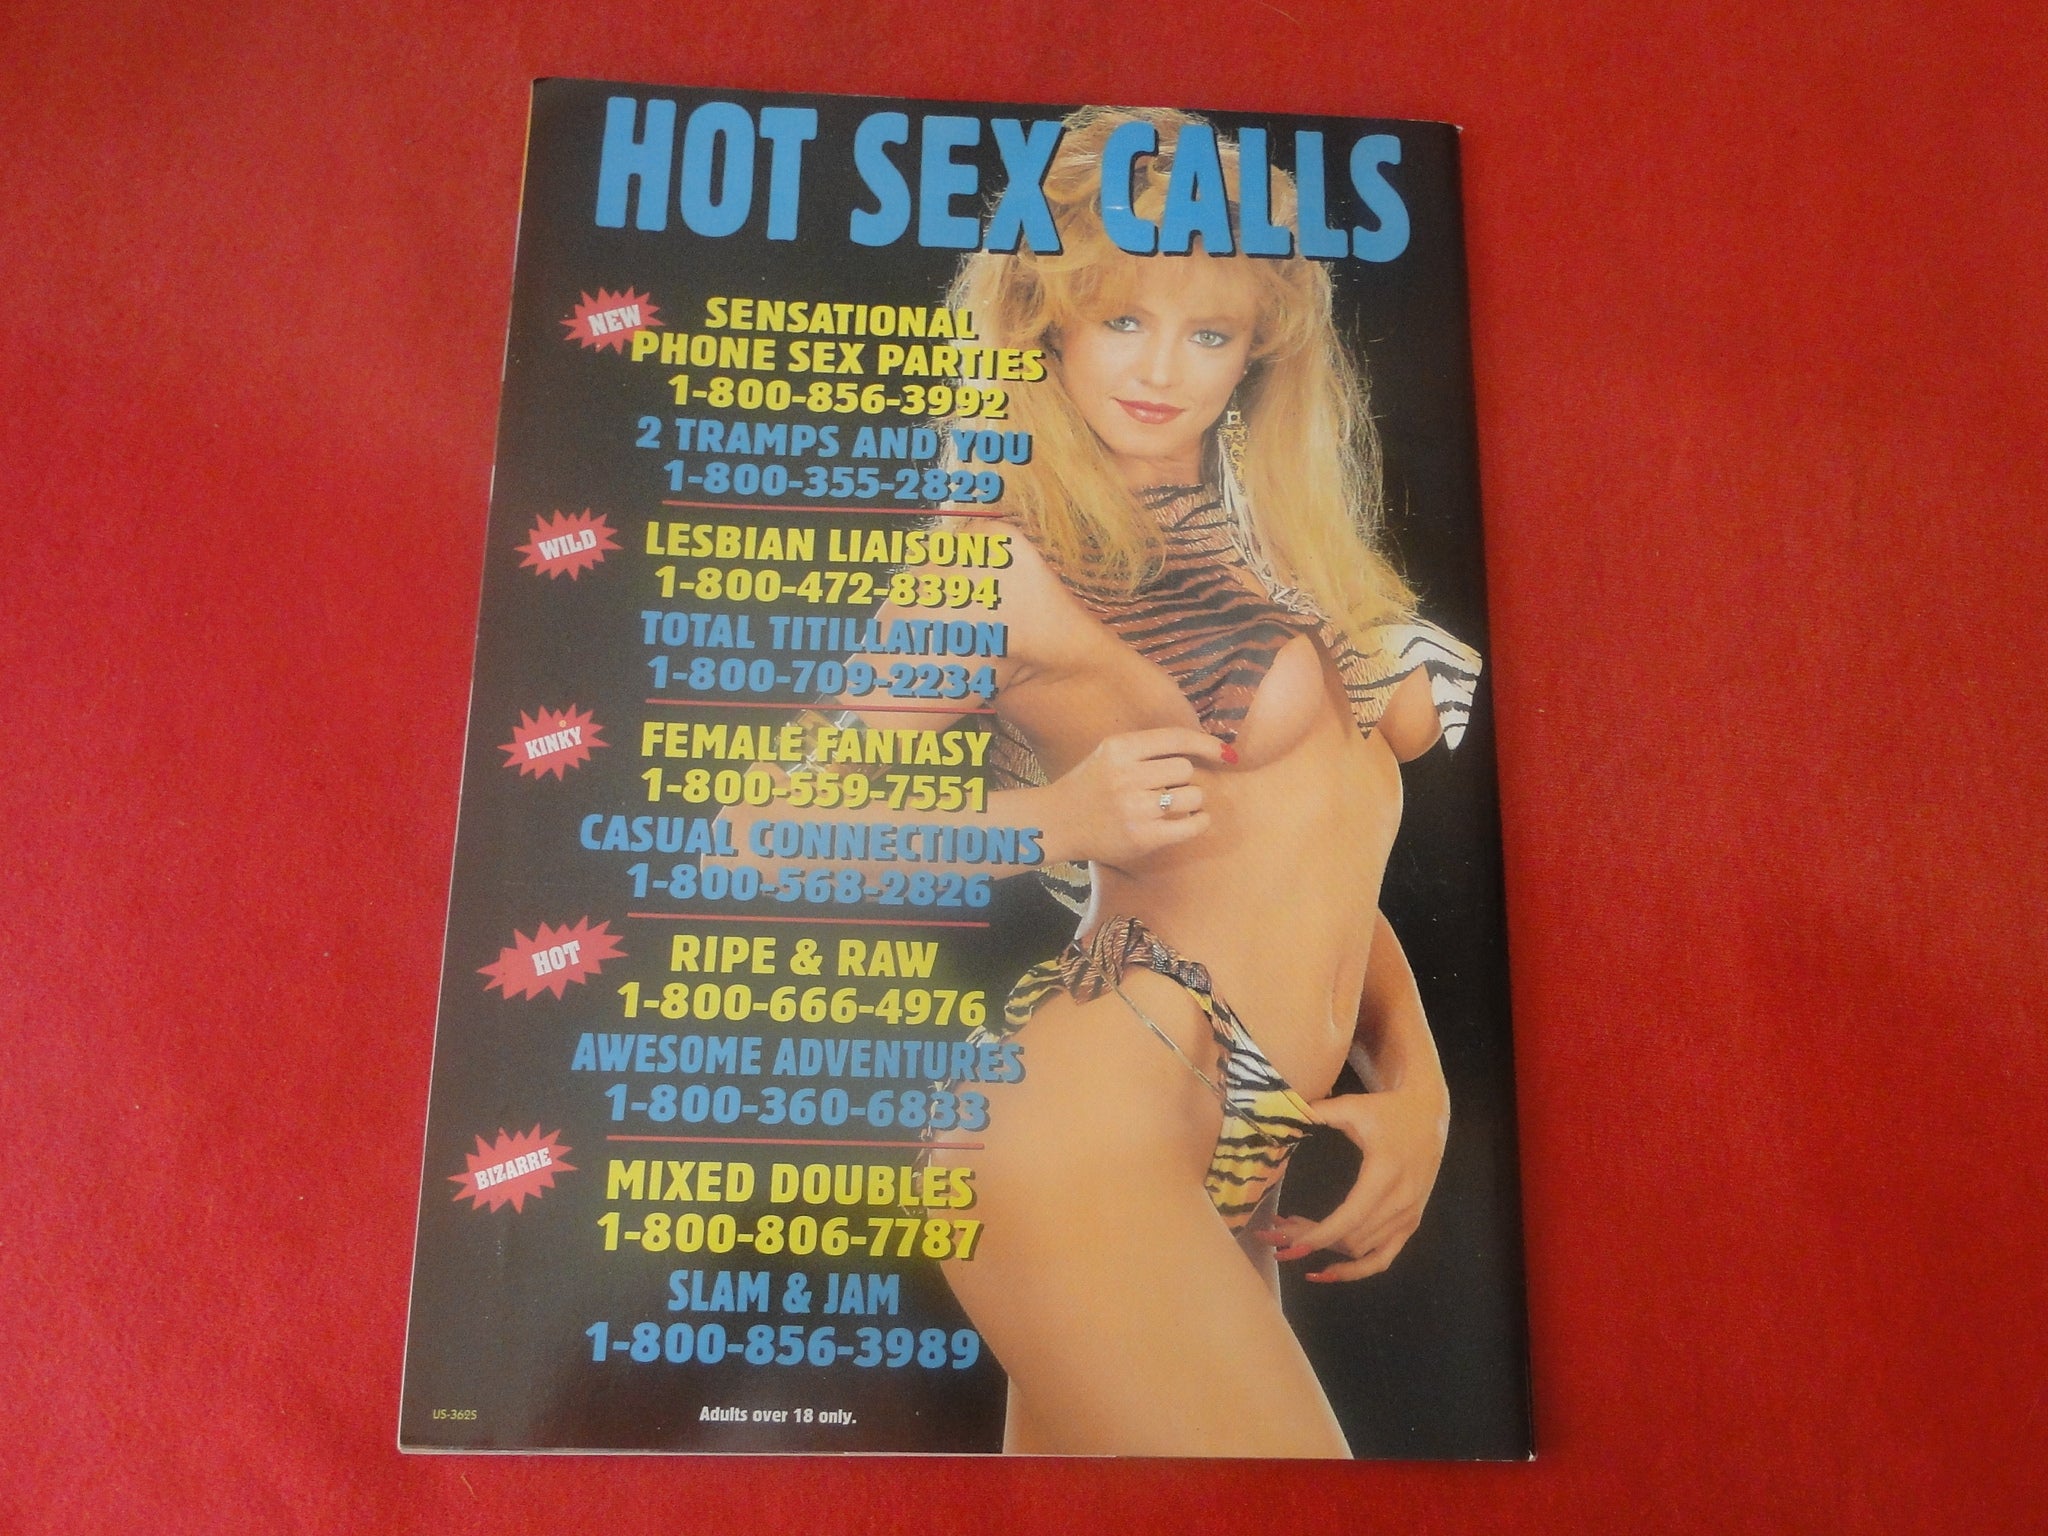 HOT SEX CALLS
NEW
SENSATIONAL
PHONE SEX PARTIES
1-800-856-3992
2 TRAMPS AND YOU
1-800-355-2829
WILD
LESBIAN LIAISONS
1-800-472-8394
TOTAL TITILLATION
1-800-709-2234
KINKY
FEMALE FANTASY
1-800-559-7551
CASUAL CONNECTIONS
1-800-568-2826
HOT
RIPE & RAW
1-800-666-4976
AWESOME ADVENTURES
1-800-360-6833
BIZARRE
MIXED DOUBLES
1-800-806-7787
SLAM & JAM
1-800-856-3989
US-3625
Adults over 18 only.